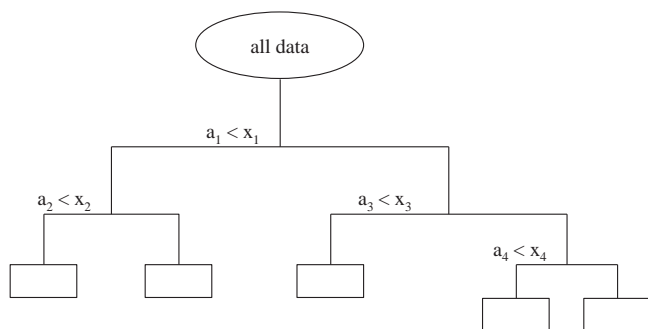 all data
a₁ < x₁
a₂ < x₂
a₃ < x₃
a₄ < x₄